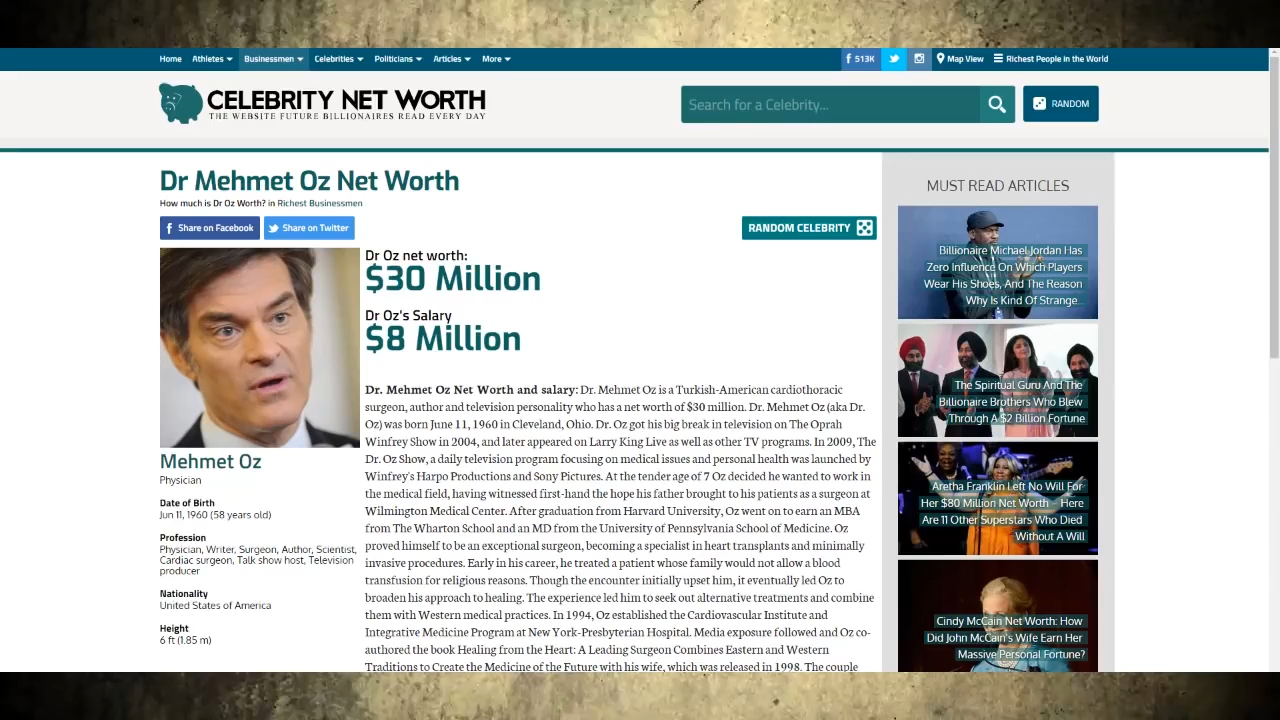 Home Athletes Businessmen Celebrities Politicians Articles More 513K Map View Richest People in the World
CELEBRITY NET WORTH
THE WEBSITE FUTURE BILLIONAIRES READ EVERY DAY
Search for a Celebrity...
RANDOM
Dr Mehmet Oz Net Worth
How much is Dr Oz Worth? in Richest Businessmen
Share on Facebook Share on Twitter
RANDOM CELEBRITY
Dr Oz net worth:
$30 Million
Dr Oz's Salary
$8 Million
Dr. Mehmet Oz Net Worth and salary: Dr. Mehmet Oz is a Turkish-American cardiothoracic
surgeon, author and television personality who has a net worth of $30 million. Dr. Mehmet Oz (aka Dr.
Oz) was born June 11, 1960 in Cleveland, Ohio. Dr. Oz got his big break in television on The Oprah
Winfrey Show in 2004, and later appeared on Larry King Live as well as other TV programs. In 2009, The
Dr. Oz Show, a daily television program focusing on medical issues and personal health was launched by
Winfrey's Harpo Productions and Sony Pictures. At the tender age of 7 Oz decided he wanted to work in
the medical field, having witnessed first-hand the hope his father brought to his patients as a surgeon at
Wilmington Medical Center. After graduation from Harvard University, Oz went on to earn an MBA
from The Wharton School and an MD from the University of Pennsylvania School of Medicine. Oz
proved himself to be an exceptional surgeon, becoming a specialist in heart transplants and minimally
invasive procedures. Early in his career, he treated a patient whose family would not allow a blood
transfusion for religious reasons. Though the encounter initially upset him, it eventually led Oz to
broaden his approach to healing. The experience led him to seek out alternative treatments and combine
them with Western medical practices. In 1994, Oz established the Cardiovascular Institute and
Integrative Medicine Program at New York-Presbyterian Hospital. Media exposure followed and Oz co-
authored the book Healing from the Heart: A Leading Surgeon Combines Eastern and Western
Traditions to Create the Medicine of the Future with his wife, which was released in 1998. The couple
Mehmet Oz
Physician
Date of Birth
Jun 11, 1960 (58 years old)
Profession
Physician, Writer, Surgeon, Author, Scientist,
Cardiac surgeon, Talk show host, Television
producer
Nationality
United States of America
Height
6 ft (1.85 m)
MUST READ ARTICLES
Billionaire Michael Jordan Has
Zero Influence On Which Players
Wear His Shoes, And The Reason
Why Is Kind Of Strange...
The Spiritual Guru And The
Billionaire Brothers Who Blew
Through A $2 Billion Fortune
Aretha Franklin Left No Will For
Her $80 Million Net Worth – Here
Are 11 Other Superstars Who Died
Without A Will
Cindy McCain Net Worth: How
Did John McCain's Wife Earn Her
Massive Personal Fortune?